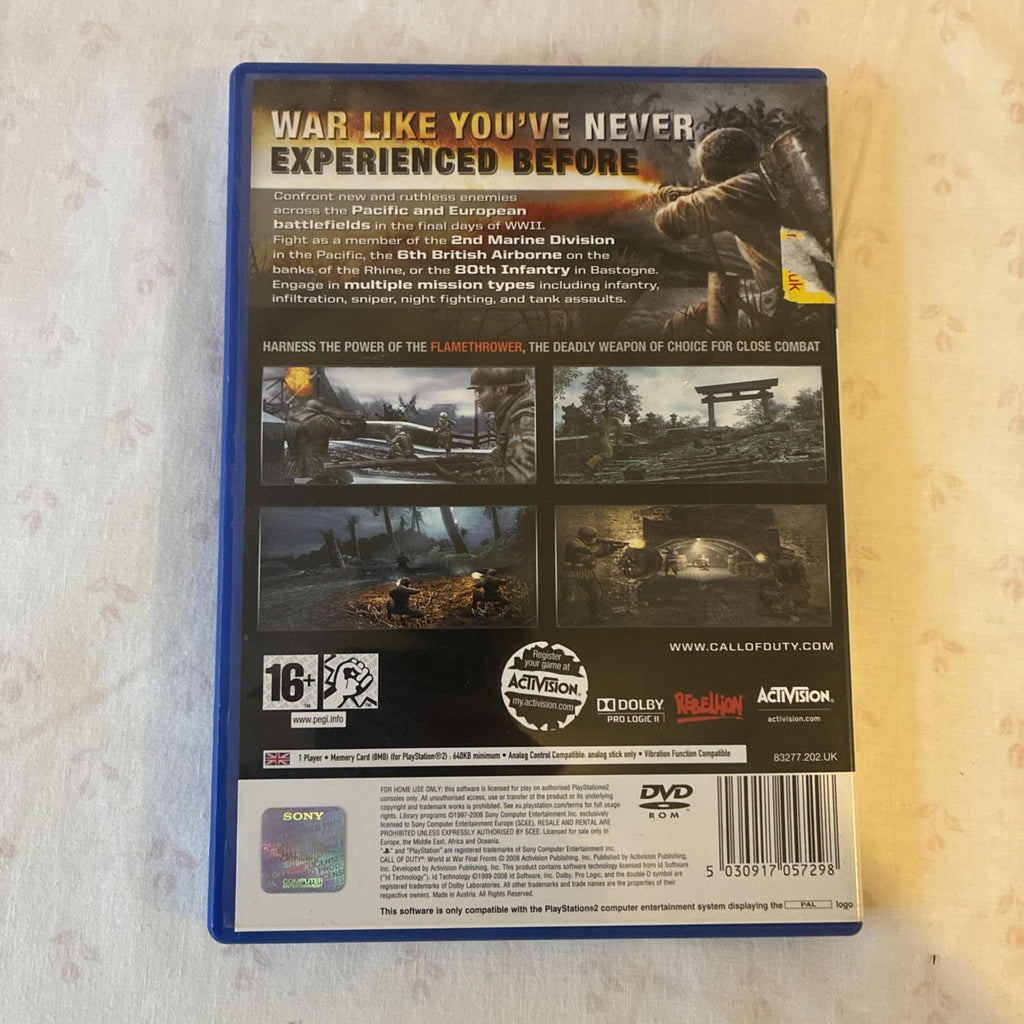 WAR LIKE YOU'VE NEVER
EXPERIENCED BEFORE
Confront new and ruthless enemies
across the Pacific and European
battlefields in the final days of WWII.
Fight as a member of the 2nd Marine Division
in the Pacific, the 6th British Airborne on the
banks of the Rhine, or the 80th Infantry in Bastogne.
Engage in multiple mission types including infantry,
infiltration, sniper, night fighting, and tank assaults.
.uk
HARNESS THE POWER OF THE FLAMETHROWER, THE DEADLY WEAPON OF CHOICE FOR CLOSE COMBAT
WWW.CALLOFDUTY.COM
16+
www.pegi.info
Register
your game at
ACTIVISION.
my.activision.com
DOLBY
PRO LOGIC II
REBELLION
ACTIVISION.
activision.com
1 Player • Memory Card (8MB) (for PlayStation®2) : 640KB minimum • Analog Control Compatible: analog stick only • Vibration Function Compatible
83277.202.UK
SONY
COMPUTER
ENTERTAINMENT
FOR HOME USE ONLY: this software is licensed for play on authorised PlayStation®2
consoles only. All unauthorised access, use or transfer of the product or its underlying
copyright and trademark works is prohibited. See eu.playstation.com/terms for full usage
rights. Library programs ©1997-2008 Sony Computer Entertainment Inc. exclusively
licensed to Sony Computer Entertainment Europe (SCEE). RESALE AND RENTAL ARE
PROHIBITED UNLESS EXPRESSLY AUTHORISED BY SCEE. Licensed for sale only in
Europe, the Middle East, Africa and Oceania.
" " and "PlayStation" are registered trademarks of Sony Computer Entertainment Inc.
CALL OF DUTY: World at War Final Fronts © 2008 Activision Publishing, Inc. Published by Activision Publishing,
Inc. Developed by Activision Publishing, Inc. This product contains software technology licensed from Id Software
("Id Technology"). Id Technology ©1999-2008 Id Software, Inc. Dolby, Pro Logic, and the double-D symbol are
registered trademarks of Dolby Laboratories. All other trademarks and trade names are the properties of their
respective owners. Made in Austria. All Rights Reserved.
This software is only compatible with the PlayStation®2 computer entertainment system displaying the PAL logo
DVD
ROM
5 030917 057298